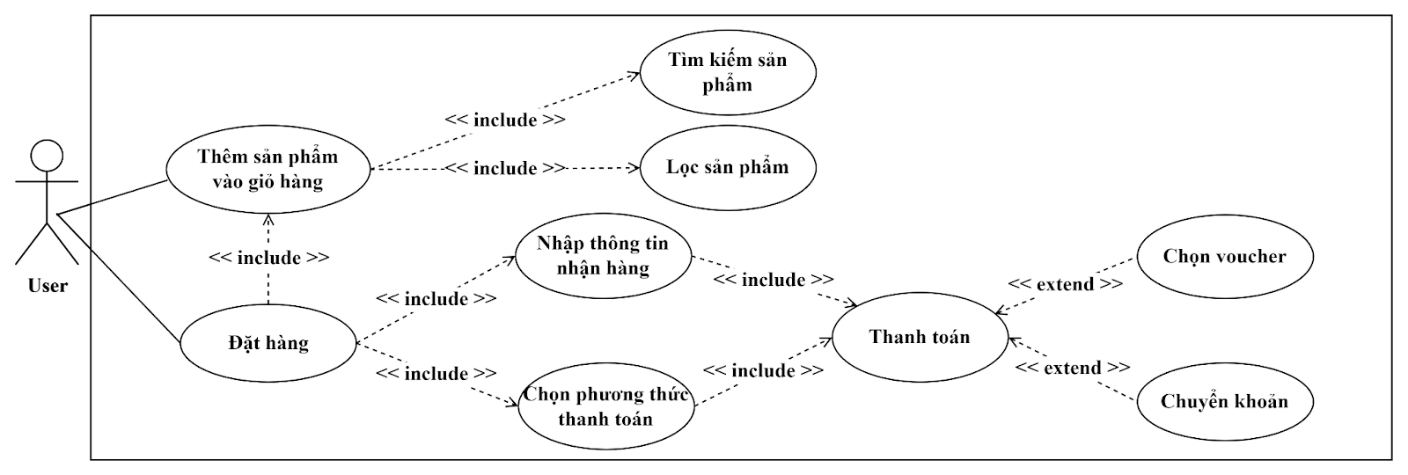 Tìm kiếm sản
phẩm
<< include >>
Thêm sản phẩm
vào giỏ hàng
<< include >>
Lọc sản phẩm
<< include >>
User
Nhập thông tin
nhận hàng
<< include >>
<< include >>
Chọn voucher
<< extend >>
Đặt hàng
Thanh toán
<< include >>
<< include >>
<< extend >>
Chọn phương thức
thanh toán
Chuyển khoản